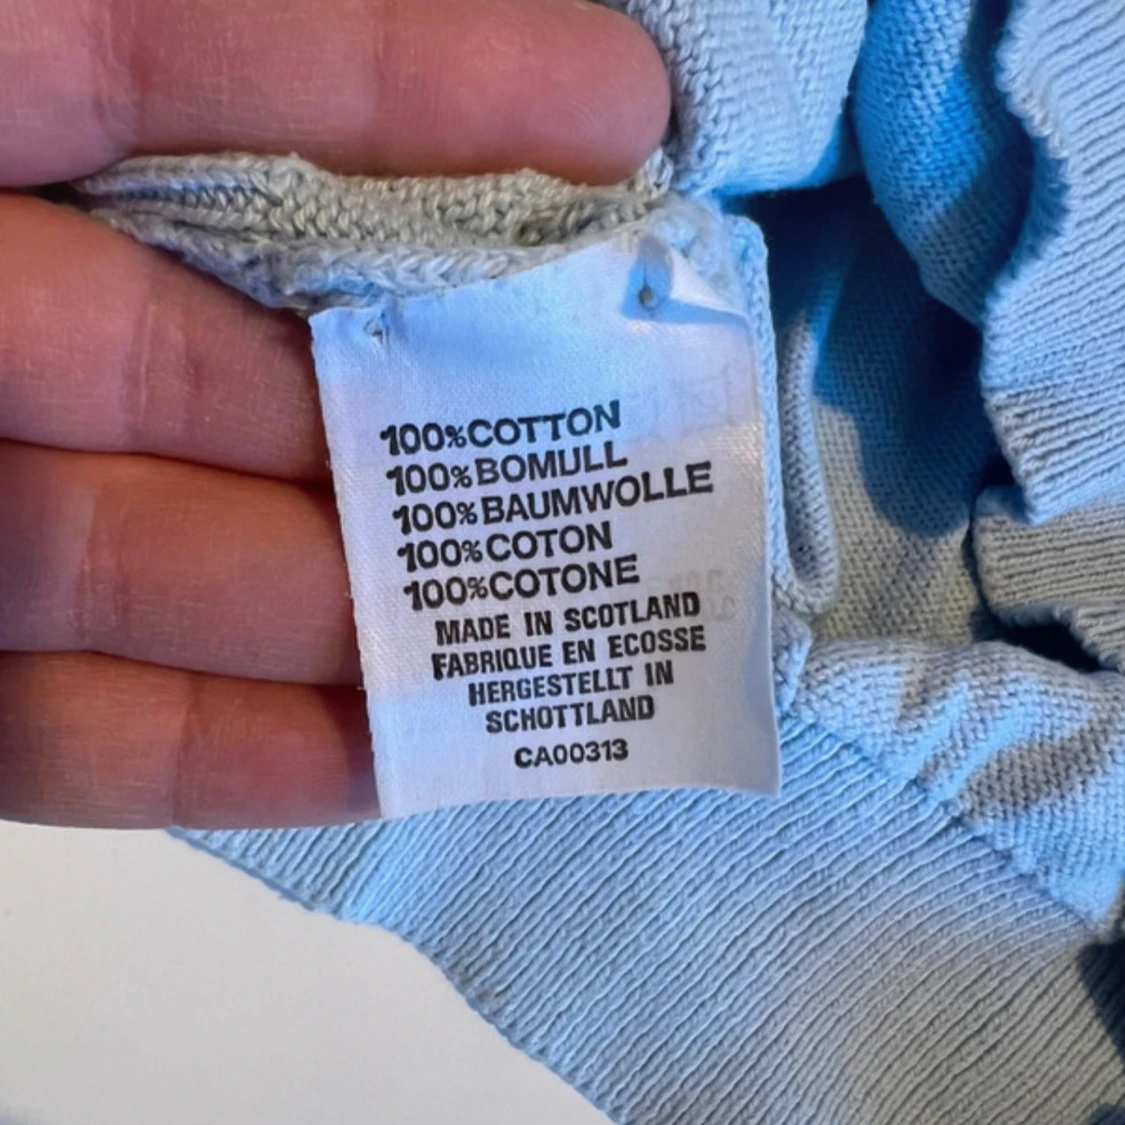 100%COTTON
100%BOMULL
100%BAUMWOLLE
100%COTON
100%COTONE
MADE IN SCOTLAND
FABRIQUE EN ECOSSE
HERGESTELLT IN
SCHOTTLAND
CA00313